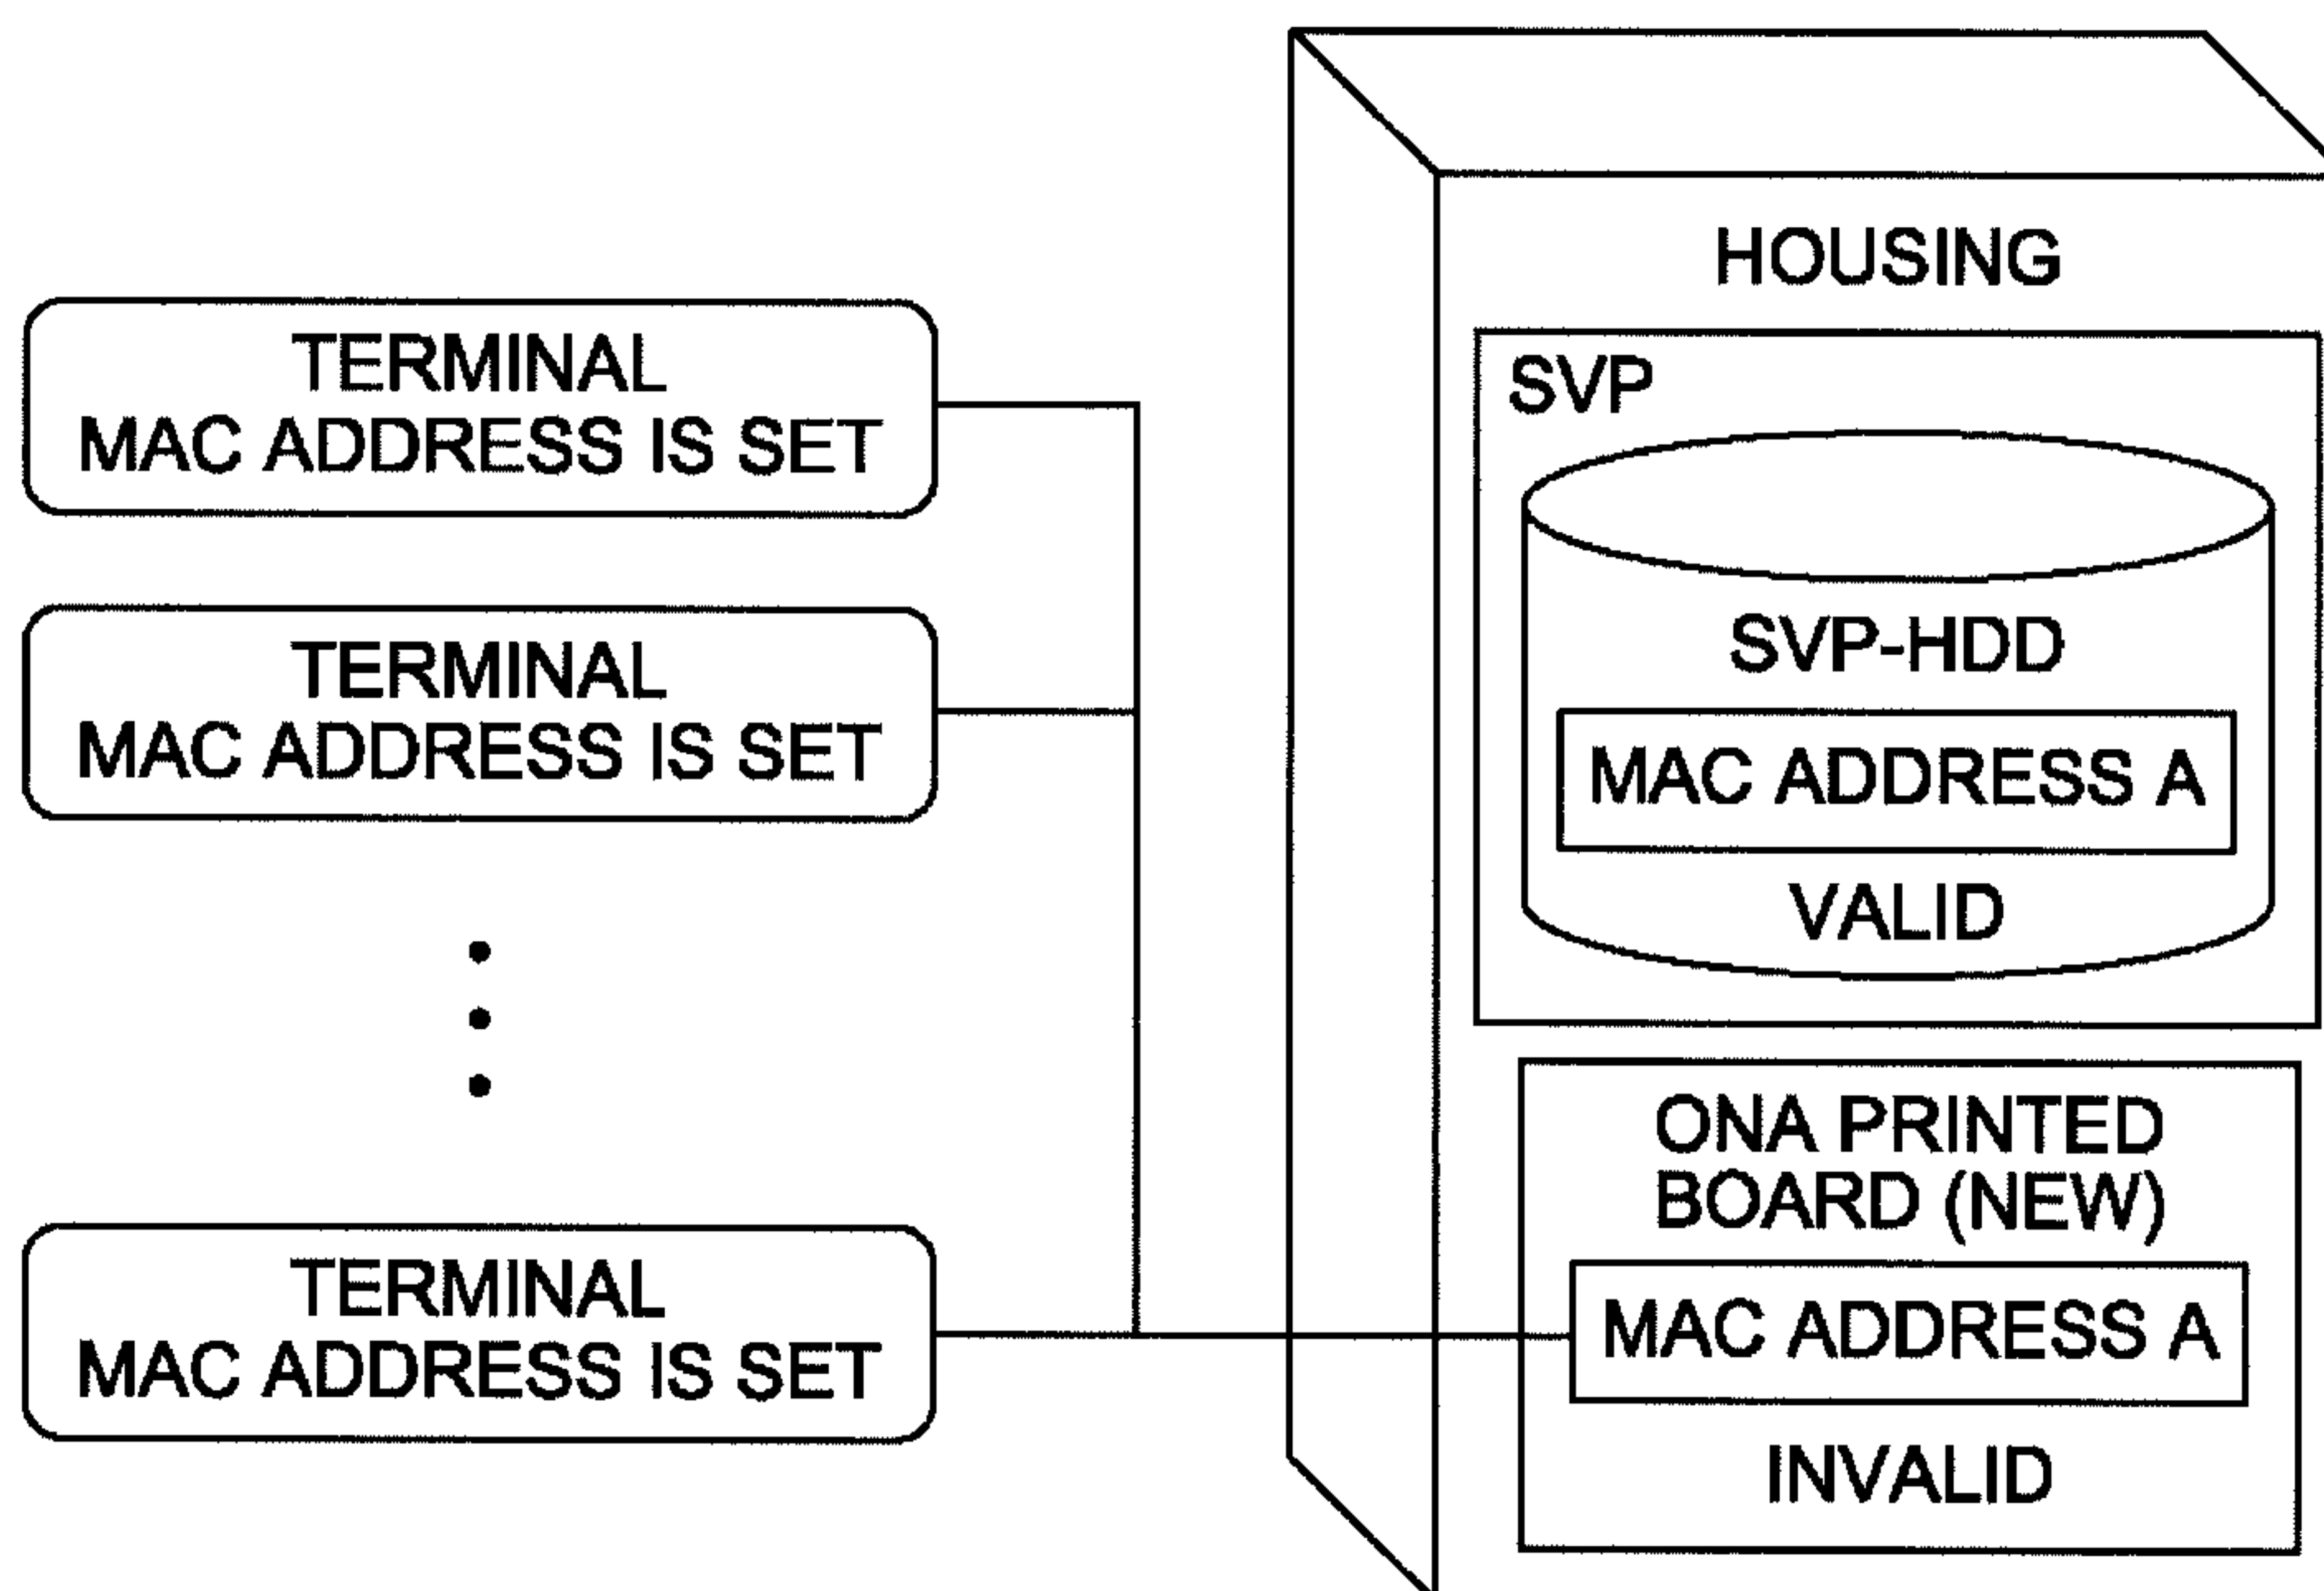 TERMINAL
MAC ADDRESS IS SET
TERMINAL
MAC ADDRESS IS SET
TERMINAL
MAC ADDRESS IS SET
HOUSING
SVP
SVP-HDD
MAC ADDRESS A
VALID
ONA PRINTED
BOARD (NEW)
MAC ADDRESS A
INVALID